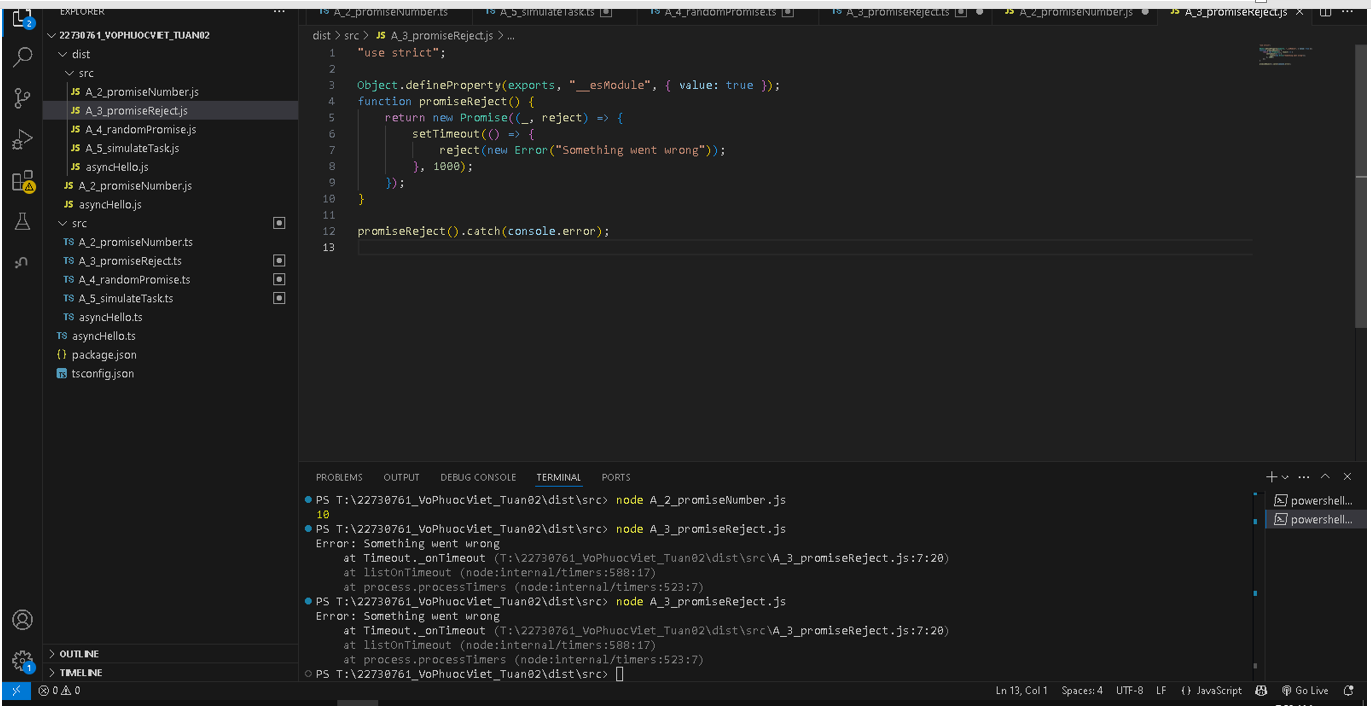 EXPLORER ...
A_2_promiseNumber.ts A_5_simulateTask.ts A_4_randomPromise.ts A_3_promiseReject.ts JS A_2_promiseNumber.js JS A_3_promiseReject.js
2
22730761_VOPHUOCVIET_TUAN02
dist
src
JS A_2_promiseNumber.js
JS A_3_promiseReject.js
JS A_4_randomPromise.js
JS A_5_simulateTask.js
JS asyncHello.js
JS A_2_promiseNumber.js
JS asyncHello.js
src
TS A_2_promiseNumber.ts
TS A_3_promiseReject.ts
TS A_4_randomPromise.ts
TS A_5_simulateTask.ts
TS asyncHello.ts
TS asyncHello.ts
{} package.json
tsconfig.json
OUTLINE
TIMELINE
1
dist > src > JS A_3_promiseReject.js > ...
1 "use strict";
2
3 Object.defineProperty(exports, "__esModule", { value: true });
4 function promiseReject() {
5 return new Promise((_, reject) => {
6 setTimeout(() => {
7 reject(new Error("Something went wrong"));
8 }, 1000);
9 });
10 }
11
12 promiseReject().catch(console.error);
13
PROBLEMS OUTPUT DEBUG CONSOLE TERMINAL PORTS
PS T:\22730761_VoPhuocViet_Tuan02\dist\src> node A_2_promiseNumber.js
10
PS T:\22730761_VoPhuocViet_Tuan02\dist\src> node A_3_promiseReject.js
Error: Something went wrong
at Timeout._onTimeout (T:\22730761_VoPhuocViet_Tuan02\dist\src\A_3_promiseReject.js:7:20)
at listOnTimeout (node:internal/timers:588:17)
at process.processTimers (node:internal/timers:523:7)
PS T:\22730761_VoPhuocViet_Tuan02\dist\src> node A_3_promiseReject.js
Error: Something went wrong
at Timeout._onTimeout (T:\22730761_VoPhuocViet_Tuan02\dist\src\A_3_promiseReject.js:7:20)
at listOnTimeout (node:internal/timers:588:17)
at process.processTimers (node:internal/timers:523:7)
PS T:\22730761_VoPhuocViet_Tuan02\dist\src>
powershell...
powershell...
0 0
Ln 13, Col 1 Spaces: 4 UTF-8 LF {} JavaScript Go Live